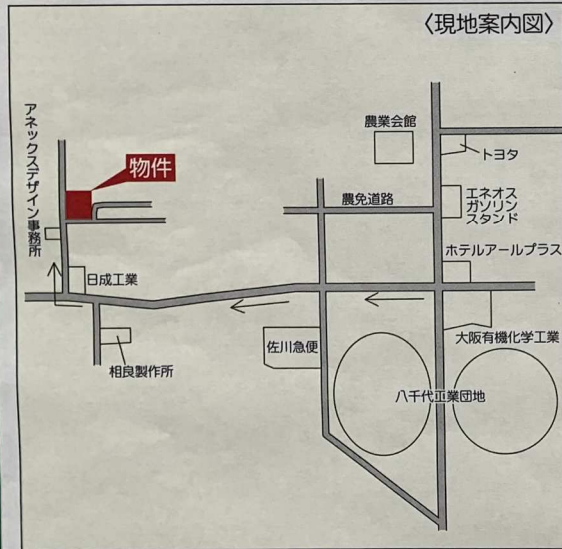 〈現地案内図〉
アネックスデザイン事務所
物件
農業会館
トヨタ
エネオス
ガソリン
スタンド
農免道路
ホテルアールプラス
日成工業
相良製作所
佐川急便
大阪有機化学工業
八千代工業団地